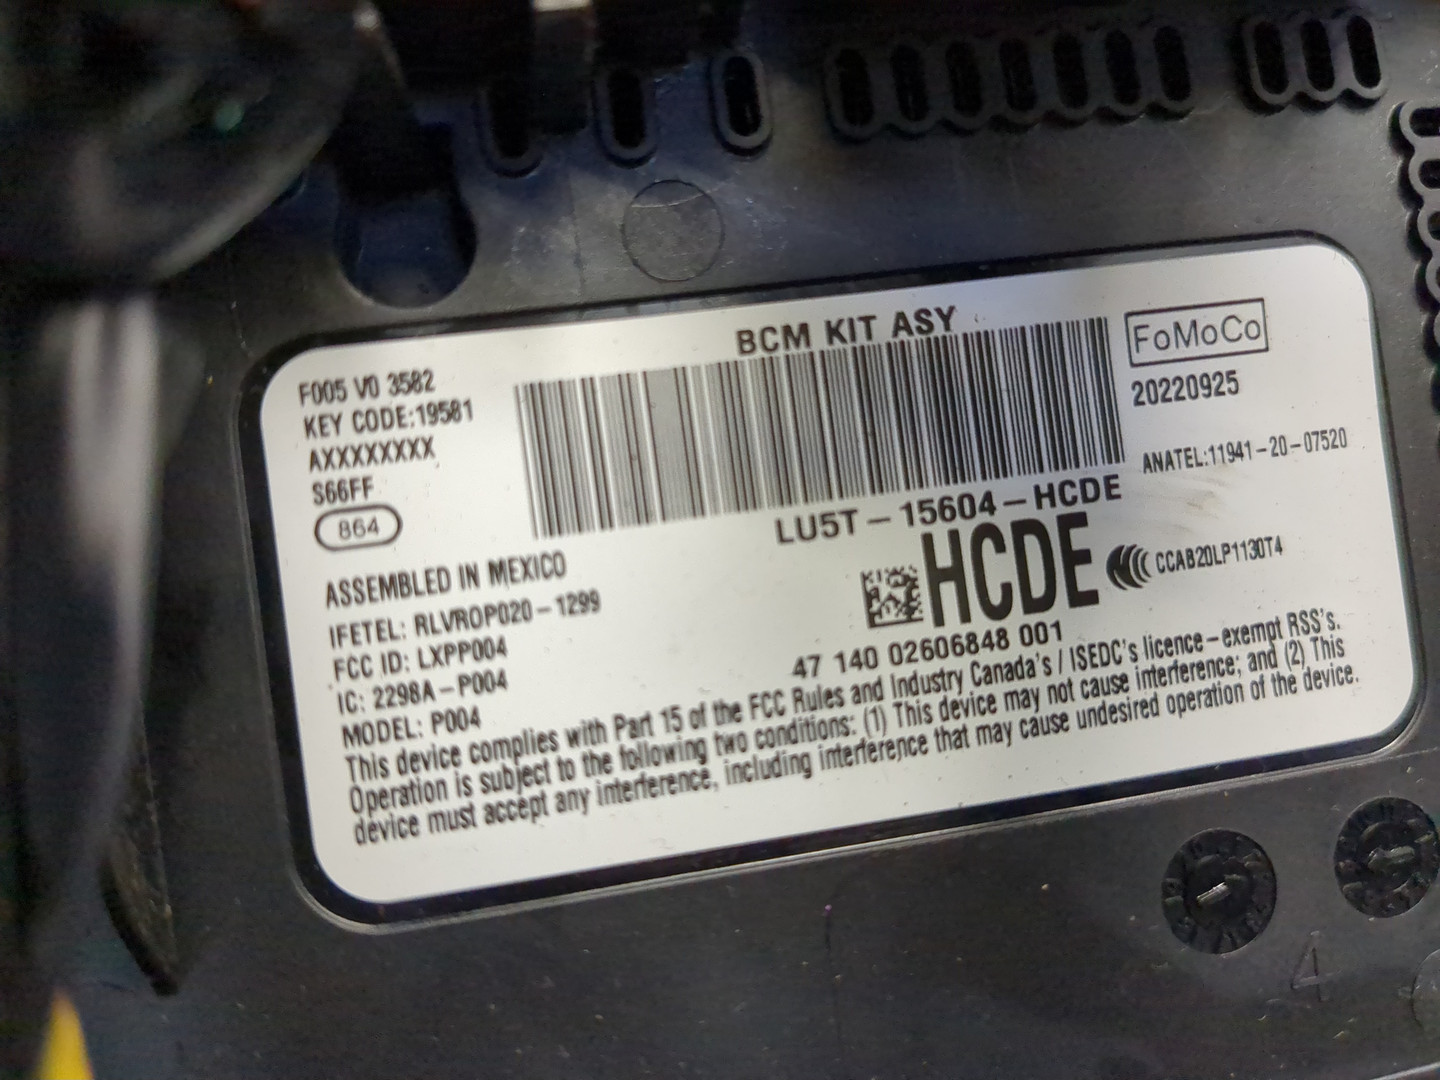 BCM KIT ASY
FoMoCo
20220925
F005 V0 3582
KEY CODE:19581
AXXXXXXXX
S66FF
864
ANATEL:11941-20-07520
LU5T-15604-HCDE
HCDE
CCAB20LP1130T4
47 140 02606848 001
ASSEMBLED IN MEXICO
IFETEL: RLVROP020-1299
FCC ID: LXPP004
IC: 2298A-P004
MODEL: P004
This device complies with Part 15 of the FCC Rules and Industry Canada's / ISEDC's licence-exempt RSS's.
Operation is subject to the following two conditions: (1) This device may not cause interference; and (2) This
device must accept any interference, including interference that may cause undesired operation of the device.
4